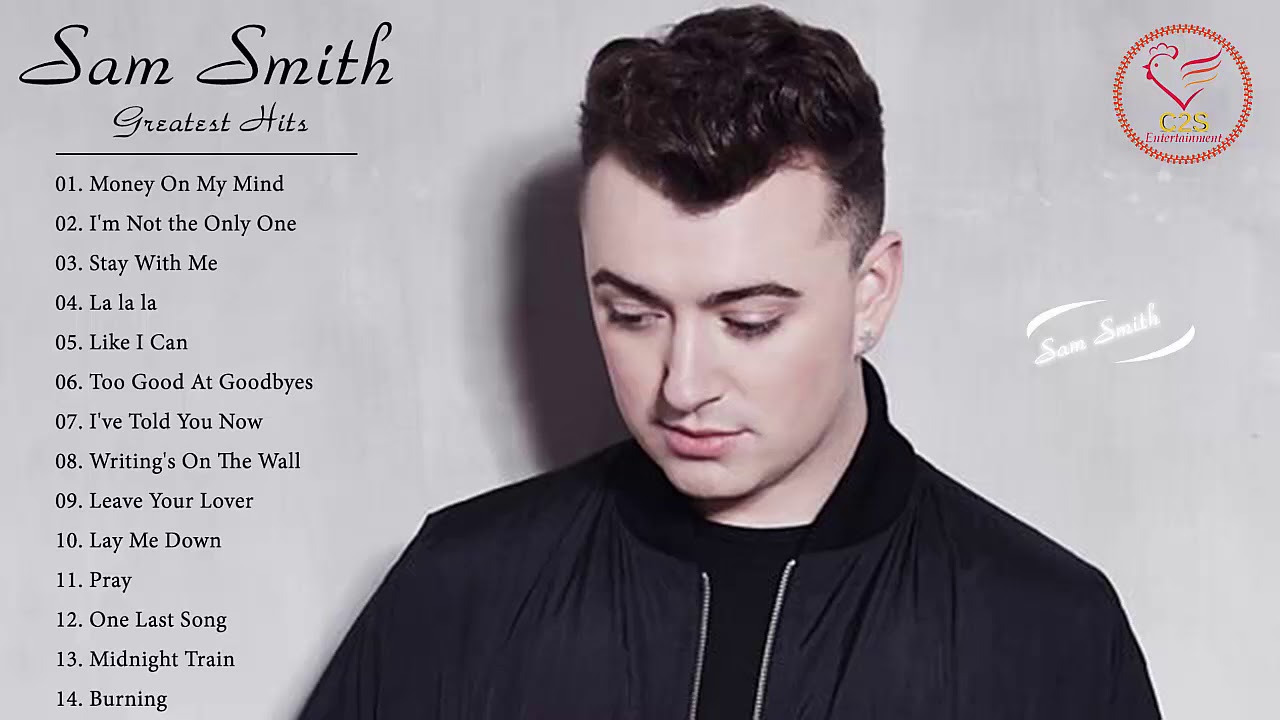 Sam Smith
Greatest Hits
01. Money On My Mind
02. I'm Not the Only One
03. Stay With Me
04. La la la
05. Like I Can
06. Too Good At Goodbyes
07. I've Told You Now
08. Writing's On The Wall
09. Leave Your Lover
10. Lay Me Down
11. Pray
12. One Last Song
13. Midnight Train
14. Burning
C2S
Entertainment
Sam Smith